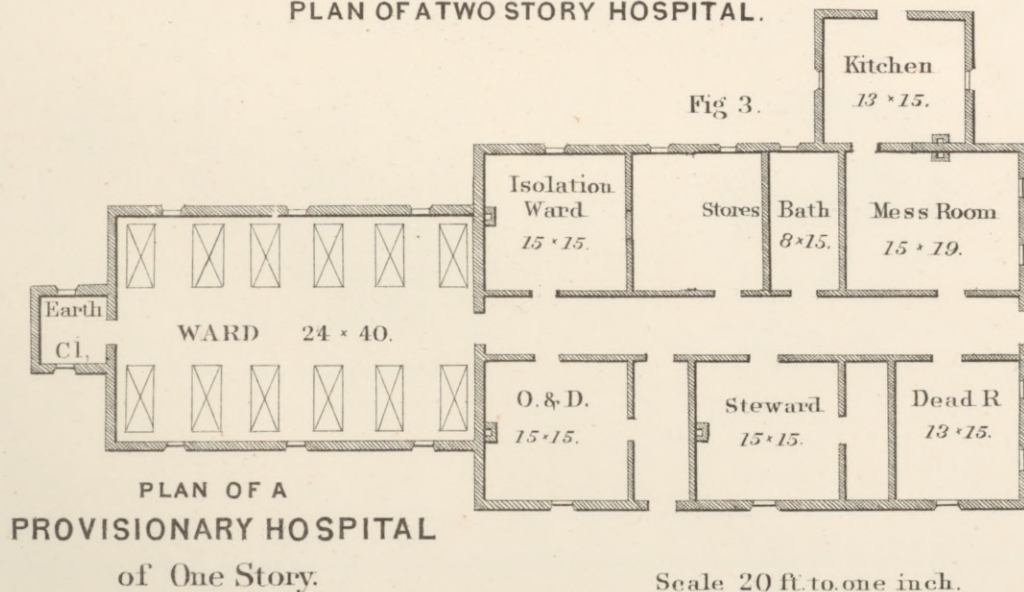 PLAN OF A TWO STORY HOSPITAL.
Kitchen
13 × 15.
Fig 3.
Isolation
Ward
15 × 15.
Stores
Bath
8 × 15.
Mess Room
15 × 19.
Earth
Cl,
WARD 24 × 40.
O. & D.
15 × 15.
Steward
15 × 15.
Dead R
13 × 15.
PLAN OF A
PROVISIONARY HOSPITAL
of One Story.
Scale 20 ft. to one inch.